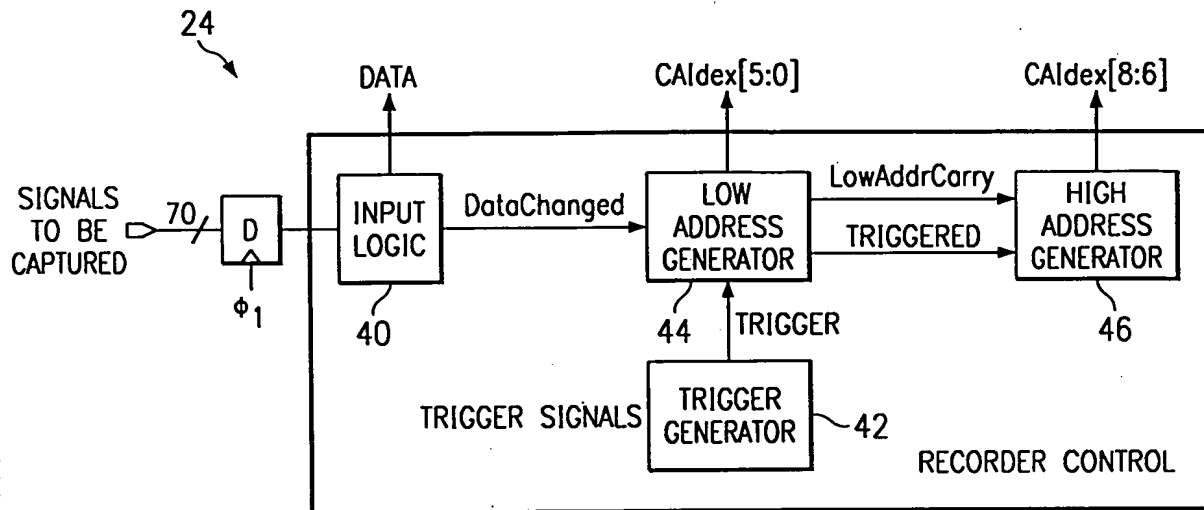 24
DATA
CAIdex[5:0]
CAIdex[8:6]
SIGNALS
TO BE
CAPTURED
70
D
Φ1
INPUT
LOGIC
40
DataChanged
LOW
ADDRESS
GENERATOR
44
LowAddrCarry
TRIGGERED
HIGH
ADDRESS
GENERATOR
46
TRIGGER
TRIGGER SIGNALS
TRIGGER
GENERATOR
42
RECORDER CONTROL